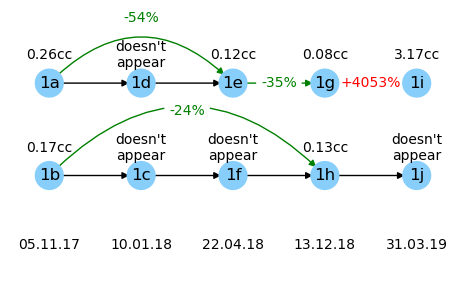 -54%
0.26cc doesn't appear 0.12cc 0.08cc 3.17cc
1a 1d 1e -35% 1g +4053% 1i
-24%
0.17cc doesn't appear doesn't appear 0.13cc doesn't appear
1b 1c 1f 1h 1j
05.11.17 10.01.18 22.04.18 13.12.18 31.03.19